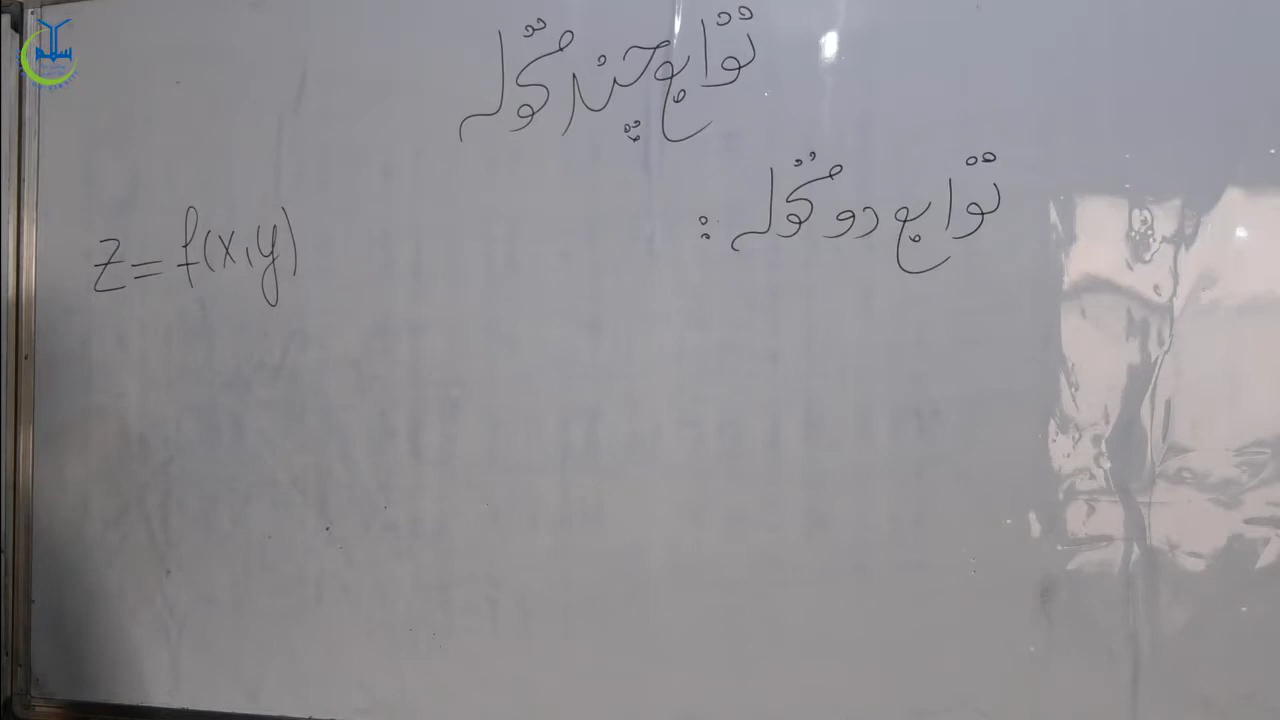 توابع چند متحوله
توابع دو متحوله :
z = f(x,y)